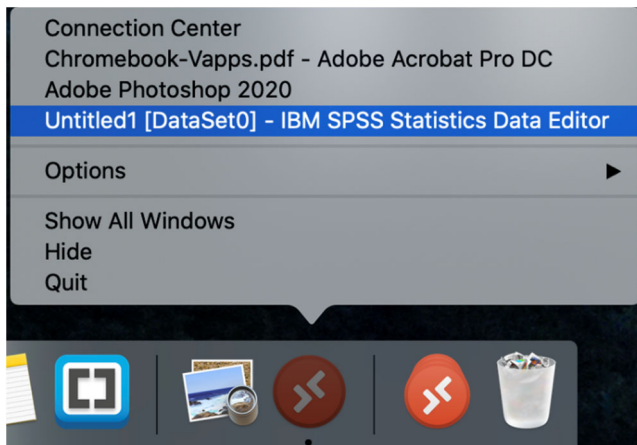 Connection Center
Chromebook-Vapps.pdf - Adobe Acrobat Pro DC
Adobe Photoshop 2020
Untitled1 [DataSet0] - IBM SPSS Statistics Data Editor
Options
Show All Windows
Hide
Quit